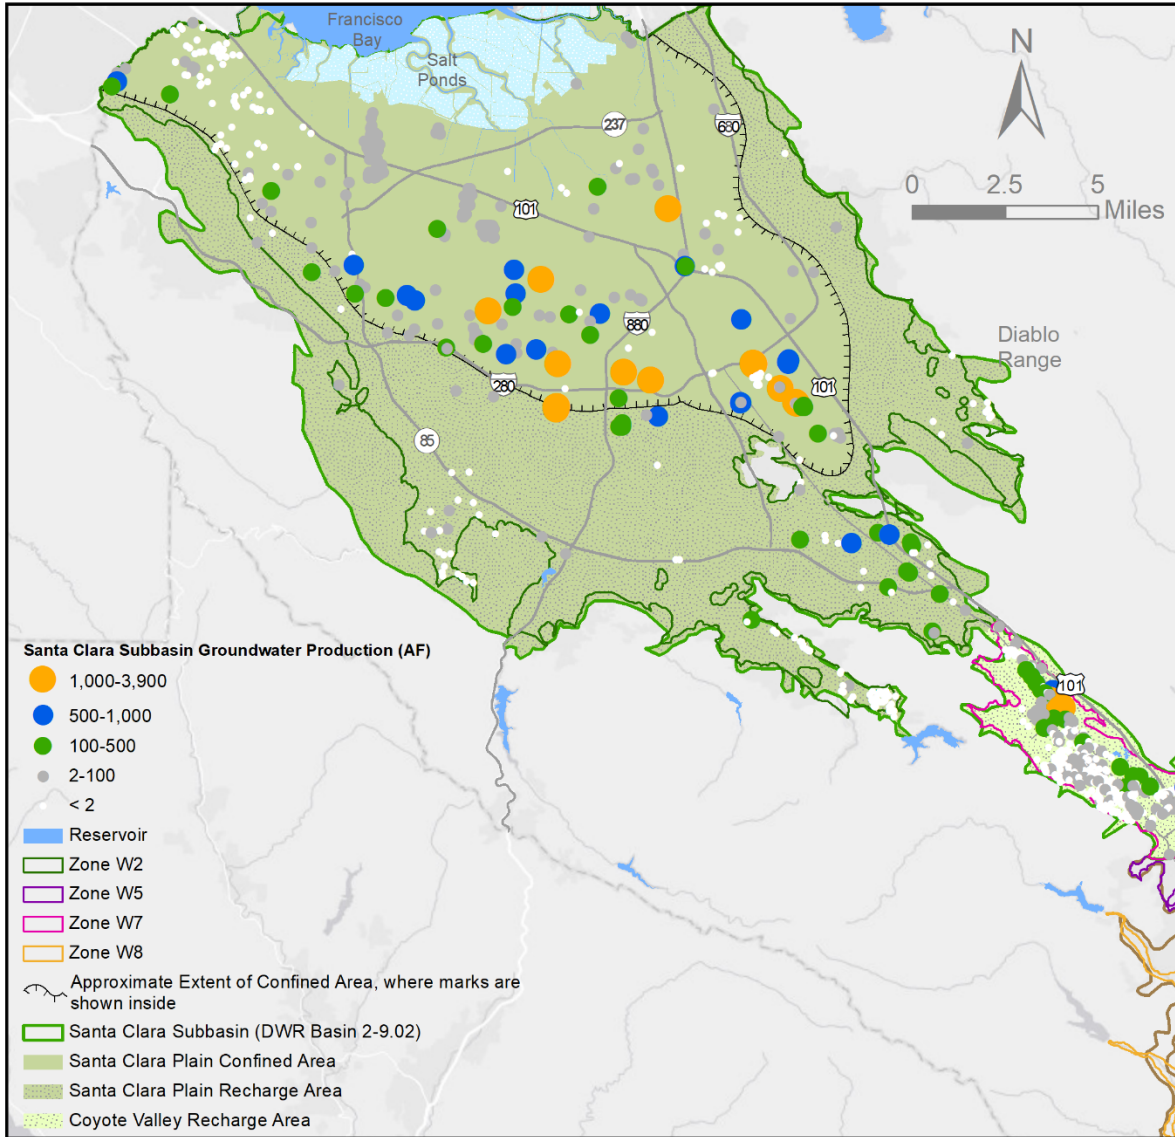 Francisco
Bay
Salt
Ponds
237
680
N
0 2.5 5
Miles
101
Diablo
Range
880
101
280
85
101
Santa Clara Subbasin Groundwater Production (AF)
1,000-3,900
500-1,000
100-500
2-100
< 2
Reservoir
Zone W2
Zone W5
Zone W7
Zone W8
Approximate Extent of Confined Area, where marks are
shown inside
Santa Clara Subbasin (DWR Basin 2-9.02)
Santa Clara Plain Confined Area
Santa Clara Plain Recharge Area
Coyote Valley Recharge Area